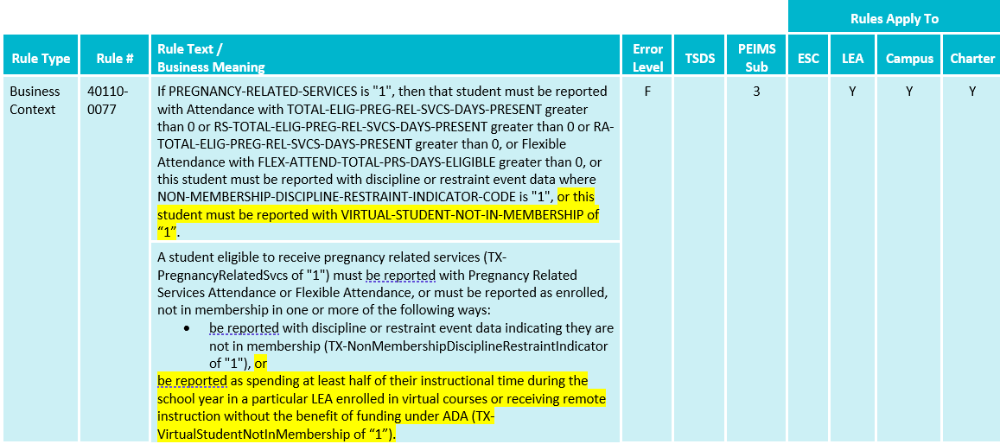 Rules Apply To
Rule Type
Rule #
Rule Text /
Business Meaning
Error
Level
TSDS
PEIMS
Sub
ESC
LEA
Campus
Charter
Business
Context
40110-
0077
If PREGNANCY-RELATED-SERVICES is "1", then that student must be reported
with Attendance with TOTAL-ELIG-PREG-REL-SVCS-DAYS-PRESENT greater
than 0 or RS-TOTAL-ELIG-PREG-REL-SVCS-DAYS-PRESENT greater than 0 or RA-
TOTAL-ELIG-PREG-REL-SVCS-DAYS-PRESENT greater than 0, or Flexible
Attendance with FLEX-ATTEND-TOTAL-PRS-DAYS-ELIGIBLE greater than 0, or
this student must be reported with discipline or restraint event data where
NON-MEMBERSHIP-DISCIPLINE-RESTRAINT-INDICATOR-CODE is "1", or this
student must be reported with VIRTUAL-STUDENT-NOT-IN-MEMBERSHIP of
“1”.
F
3
Y
Y
Y
A student eligible to receive pregnancy related services (TX-
PregnancyRelatedSvcs of "1") must be reported with Pregnancy Related
Services Attendance or Flexible Attendance, or must be reported as enrolled,
not in membership in one or more of the following ways:
• be reported with discipline or restraint event data indicating they are
not in membership (TX-NonMembershipDisciplineRestraintIndicator
of "1"), or
be reported as spending at least half of their instructional time during the
school year in a particular LEA enrolled in virtual courses or receiving remote
instruction without the benefit of funding under ADA (TX-
VirtualStudentNotInMembership of “1”).